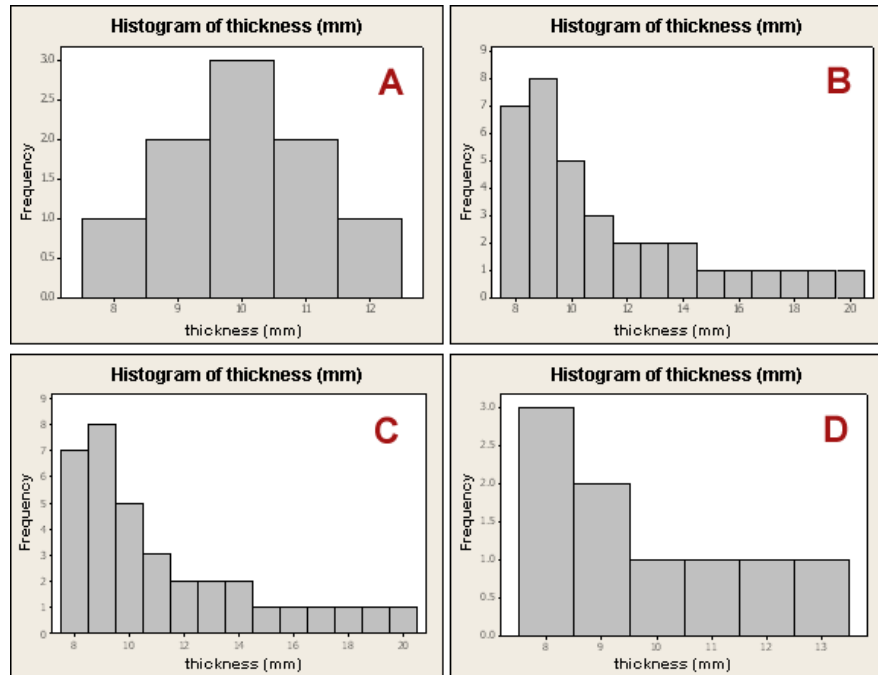 Histogram of thickness (mm)
A
3.0
2.5
2.0
1.5
1.0
0.5
0.0
Frequency
8 9 10 11 12
thickness (mm)
Histogram of thickness (mm)
B
9
8
7
6
5
4
3
2
1
0
Frequency
8 10 12 14 16 18 20
thickness (mm)
Histogram of thickness (mm)
C
9
8
7
6
5
4
3
2
1
0
Frequency
8 10 12 14 16 18 20
thickness (mm)
Histogram of thickness (mm)
D
3.0
2.5
2.0
1.5
1.0
0.5
0.0
Frequency
8 9 10 11 12 13
thickness (mm)